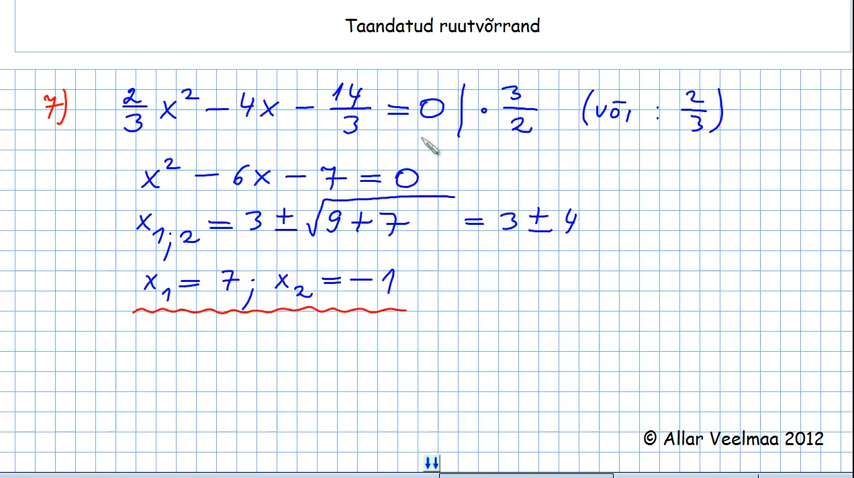 Taandatud ruutvõrrand
7) 2/3 x² − 4x − 14/3 = 0 | · 3/2 (või : 2/3)
x² − 6x − 7 = 0
x₁;₂ = 3 ± √(9 + 7) = 3 ± 4
x₁ = 7; x₂ = − 1
© Allar Veelmaa 2012